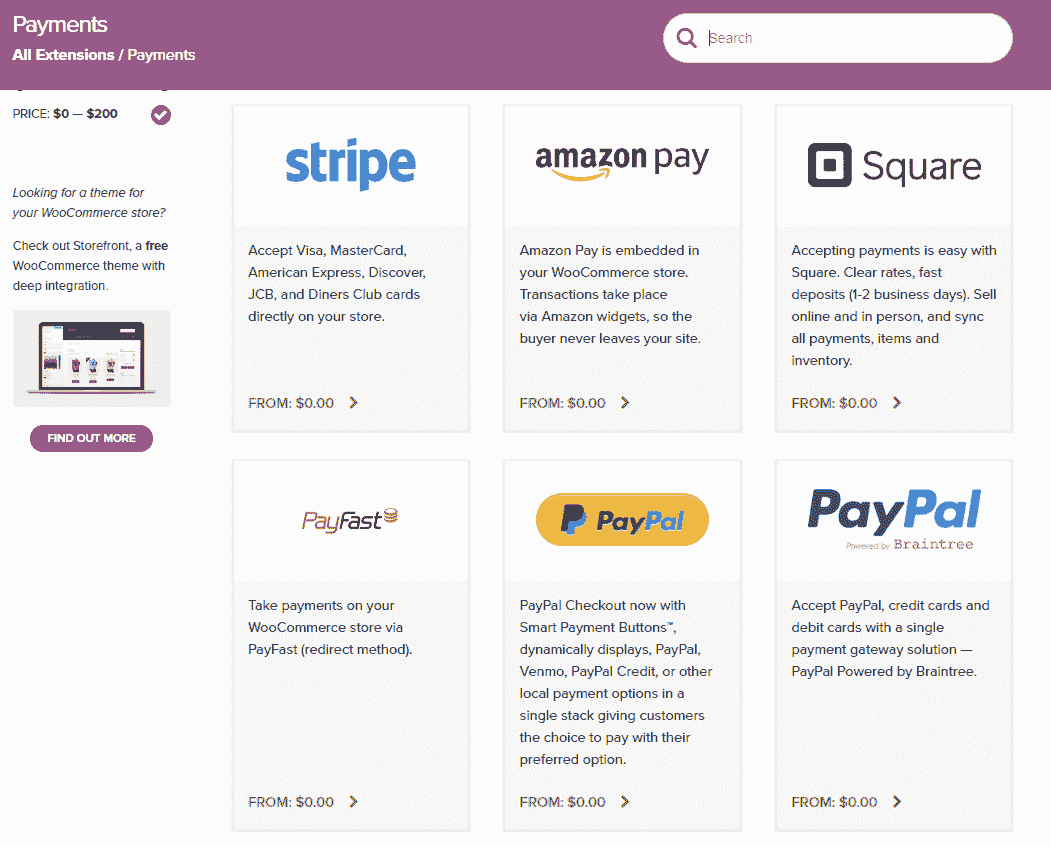 Payments
All Extensions / Payments
Search
PRICE: $0 — $200
Looking for a theme for
your WooCommerce store?
Check out Storefront, a free
WooCommerce theme with
deep integration.
FIND OUT MORE
stripe
Accept Visa, MasterCard,
American Express, Discover,
JCB, and Diners Club cards
directly on your store.
FROM: $0.00
amazon pay
Amazon Pay is embedded in
your WooCommerce store.
Transactions take place
via Amazon widgets, so the
buyer never leaves your site.
FROM: $0.00
Square
Accepting payments is easy with
Square. Clear rates, fast
deposits (1-2 business days). Sell
online and in person, and sync
all payments, items and
inventory.
FROM: $0.00
PayFast
Take payments on your
WooCommerce store via
PayFast (redirect method).
FROM: $0.00
PayPal
PayPal Checkout now with
Smart Payment Buttons™,
dynamically displays, PayPal,
Venmo, PayPal Credit, or other
local payment options in a
single stack giving customers
the choice to pay with their
preferred option.
FROM: $0.00
PayPal
Powered by Braintree
Accept PayPal, credit cards and
debit cards with a single
payment gateway solution —
PayPal Powered by Braintree.
FROM: $0.00